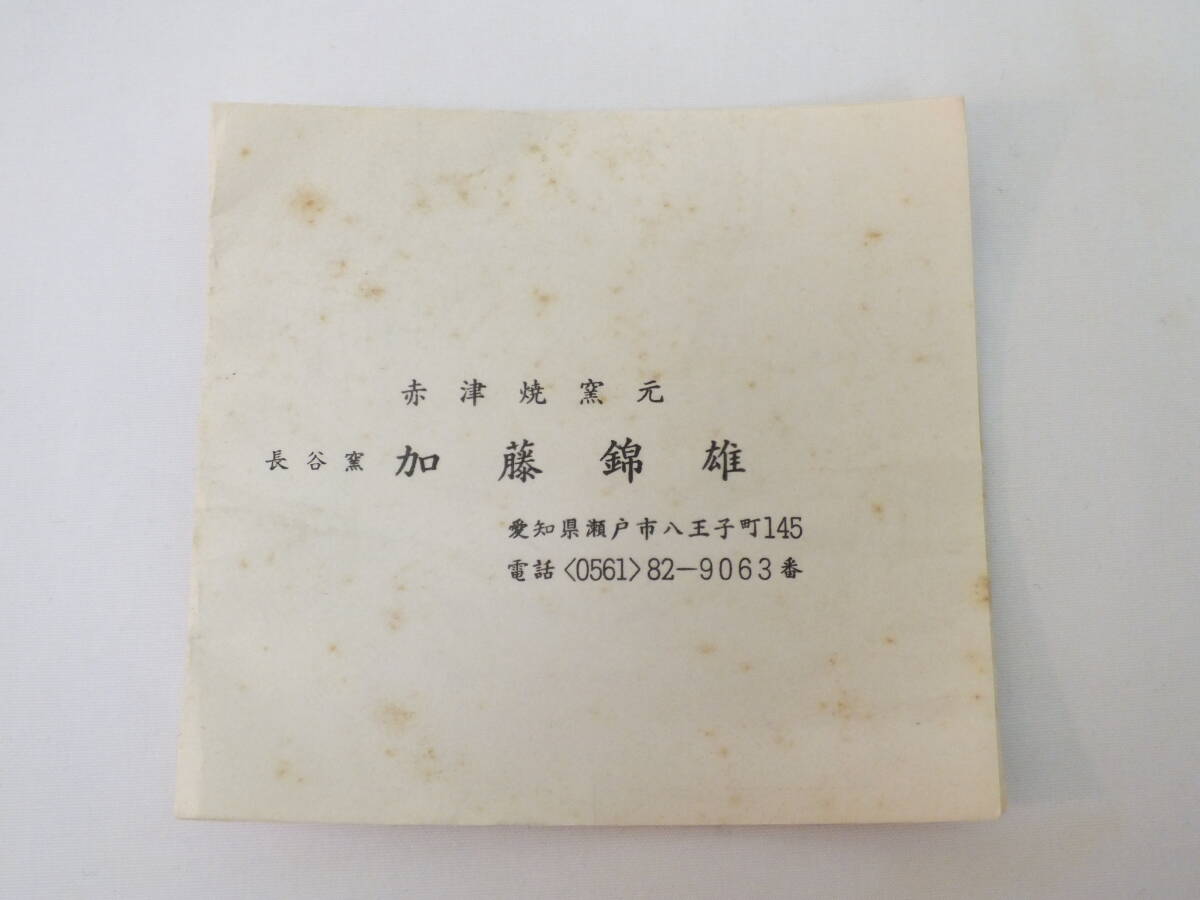 赤津焼窯元
長谷窯 加藤錦雄
愛知県瀬戸市八王子町145
電話〈0561〉82－9063番